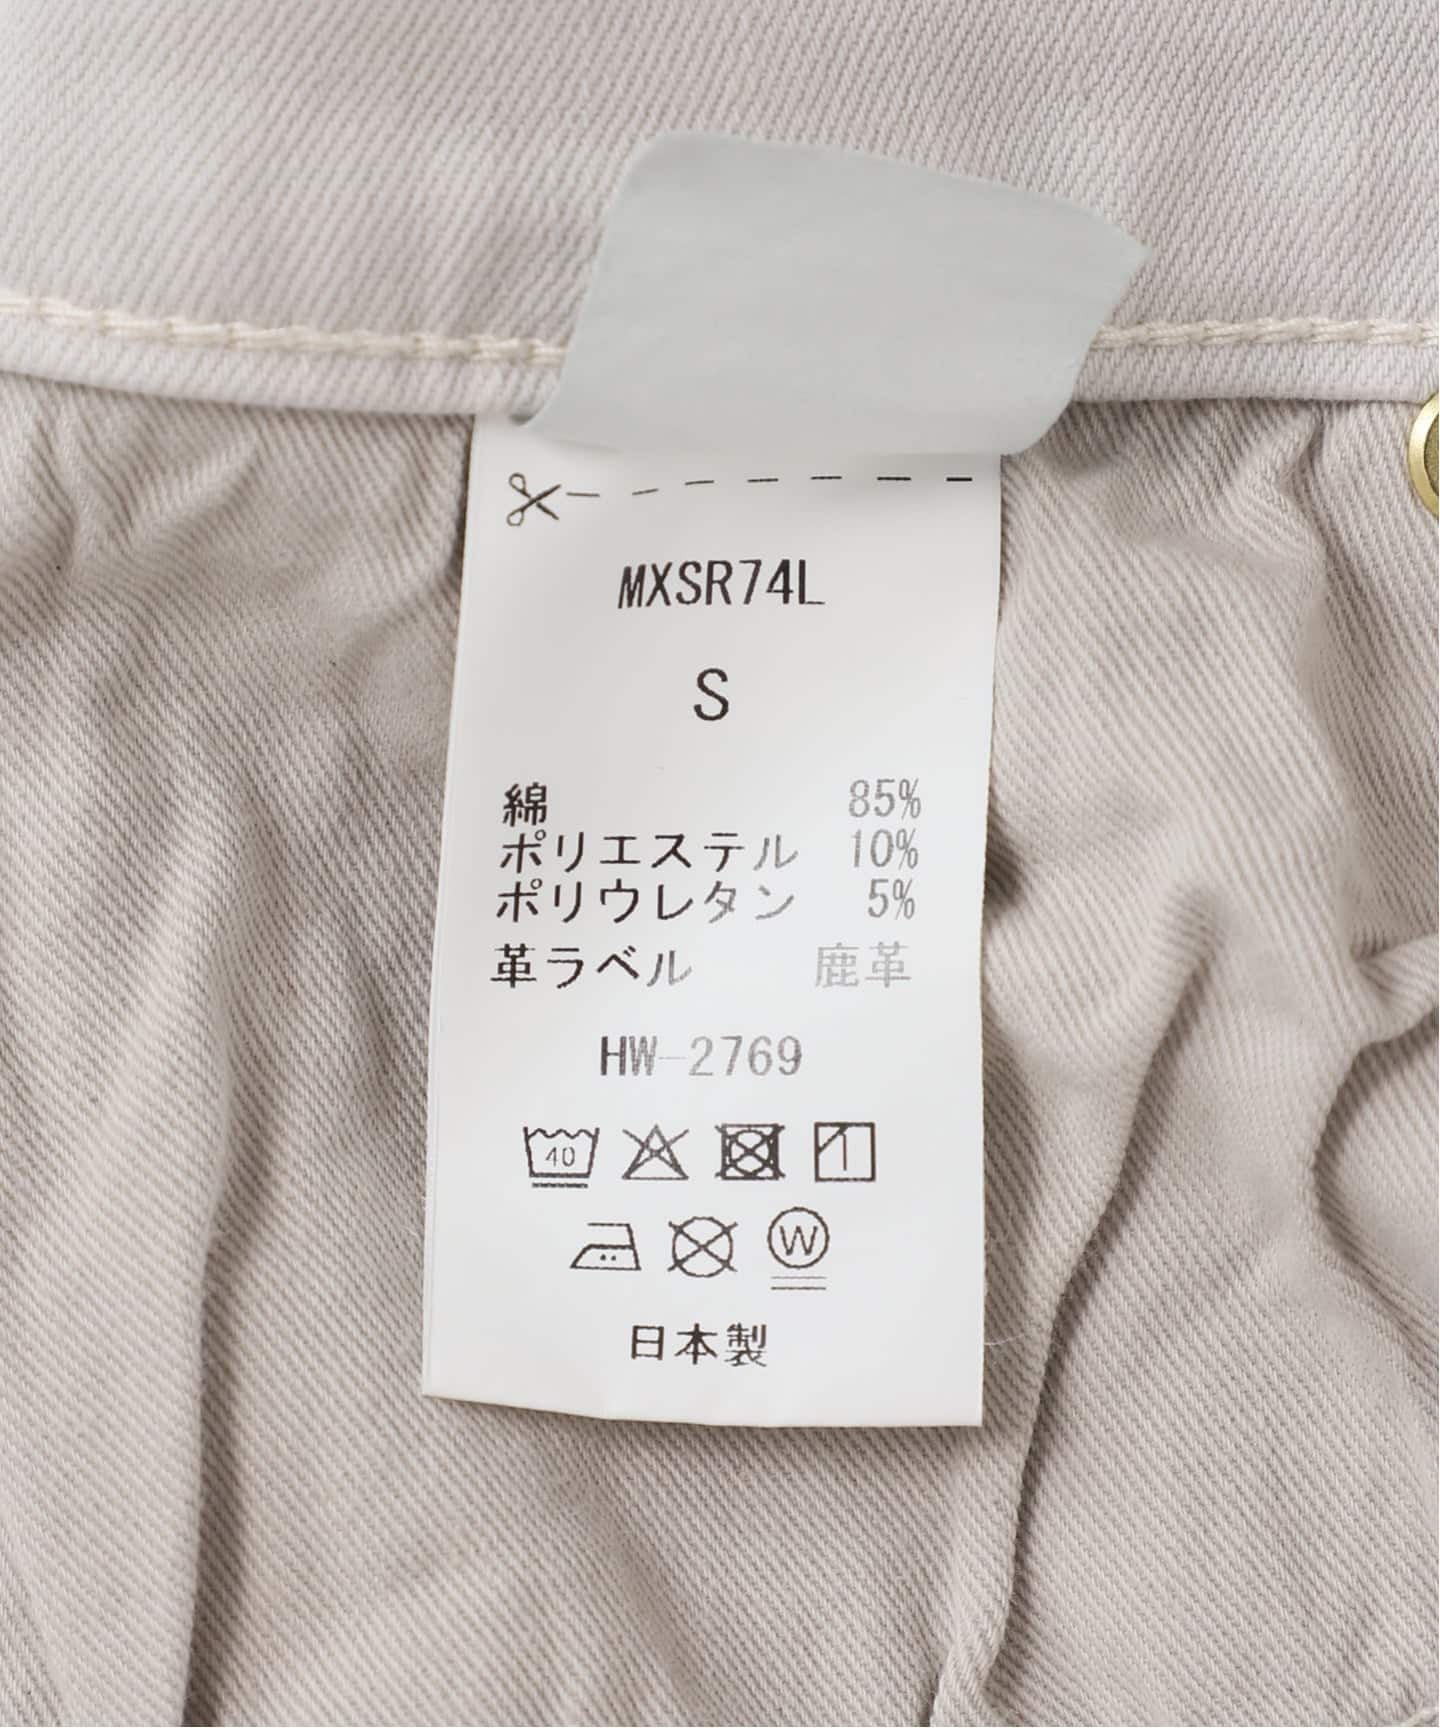 MXSR74L
S
綿 85%
ポリエステル 10%
ポリウレタン 5%
革ラベル 鹿革
HW-2769
40
W
日本製